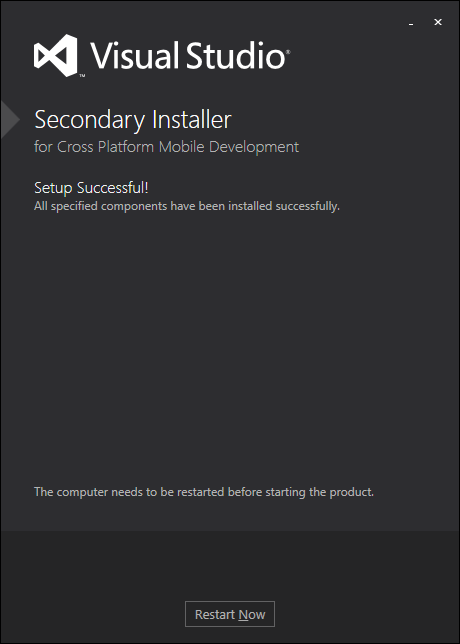 Visual Studio®
™
Secondary Installer
for Cross Platform Mobile Development
Setup Successful!
All specified components have been installed successfully.
The computer needs to be restarted before starting the product.
Restart Now